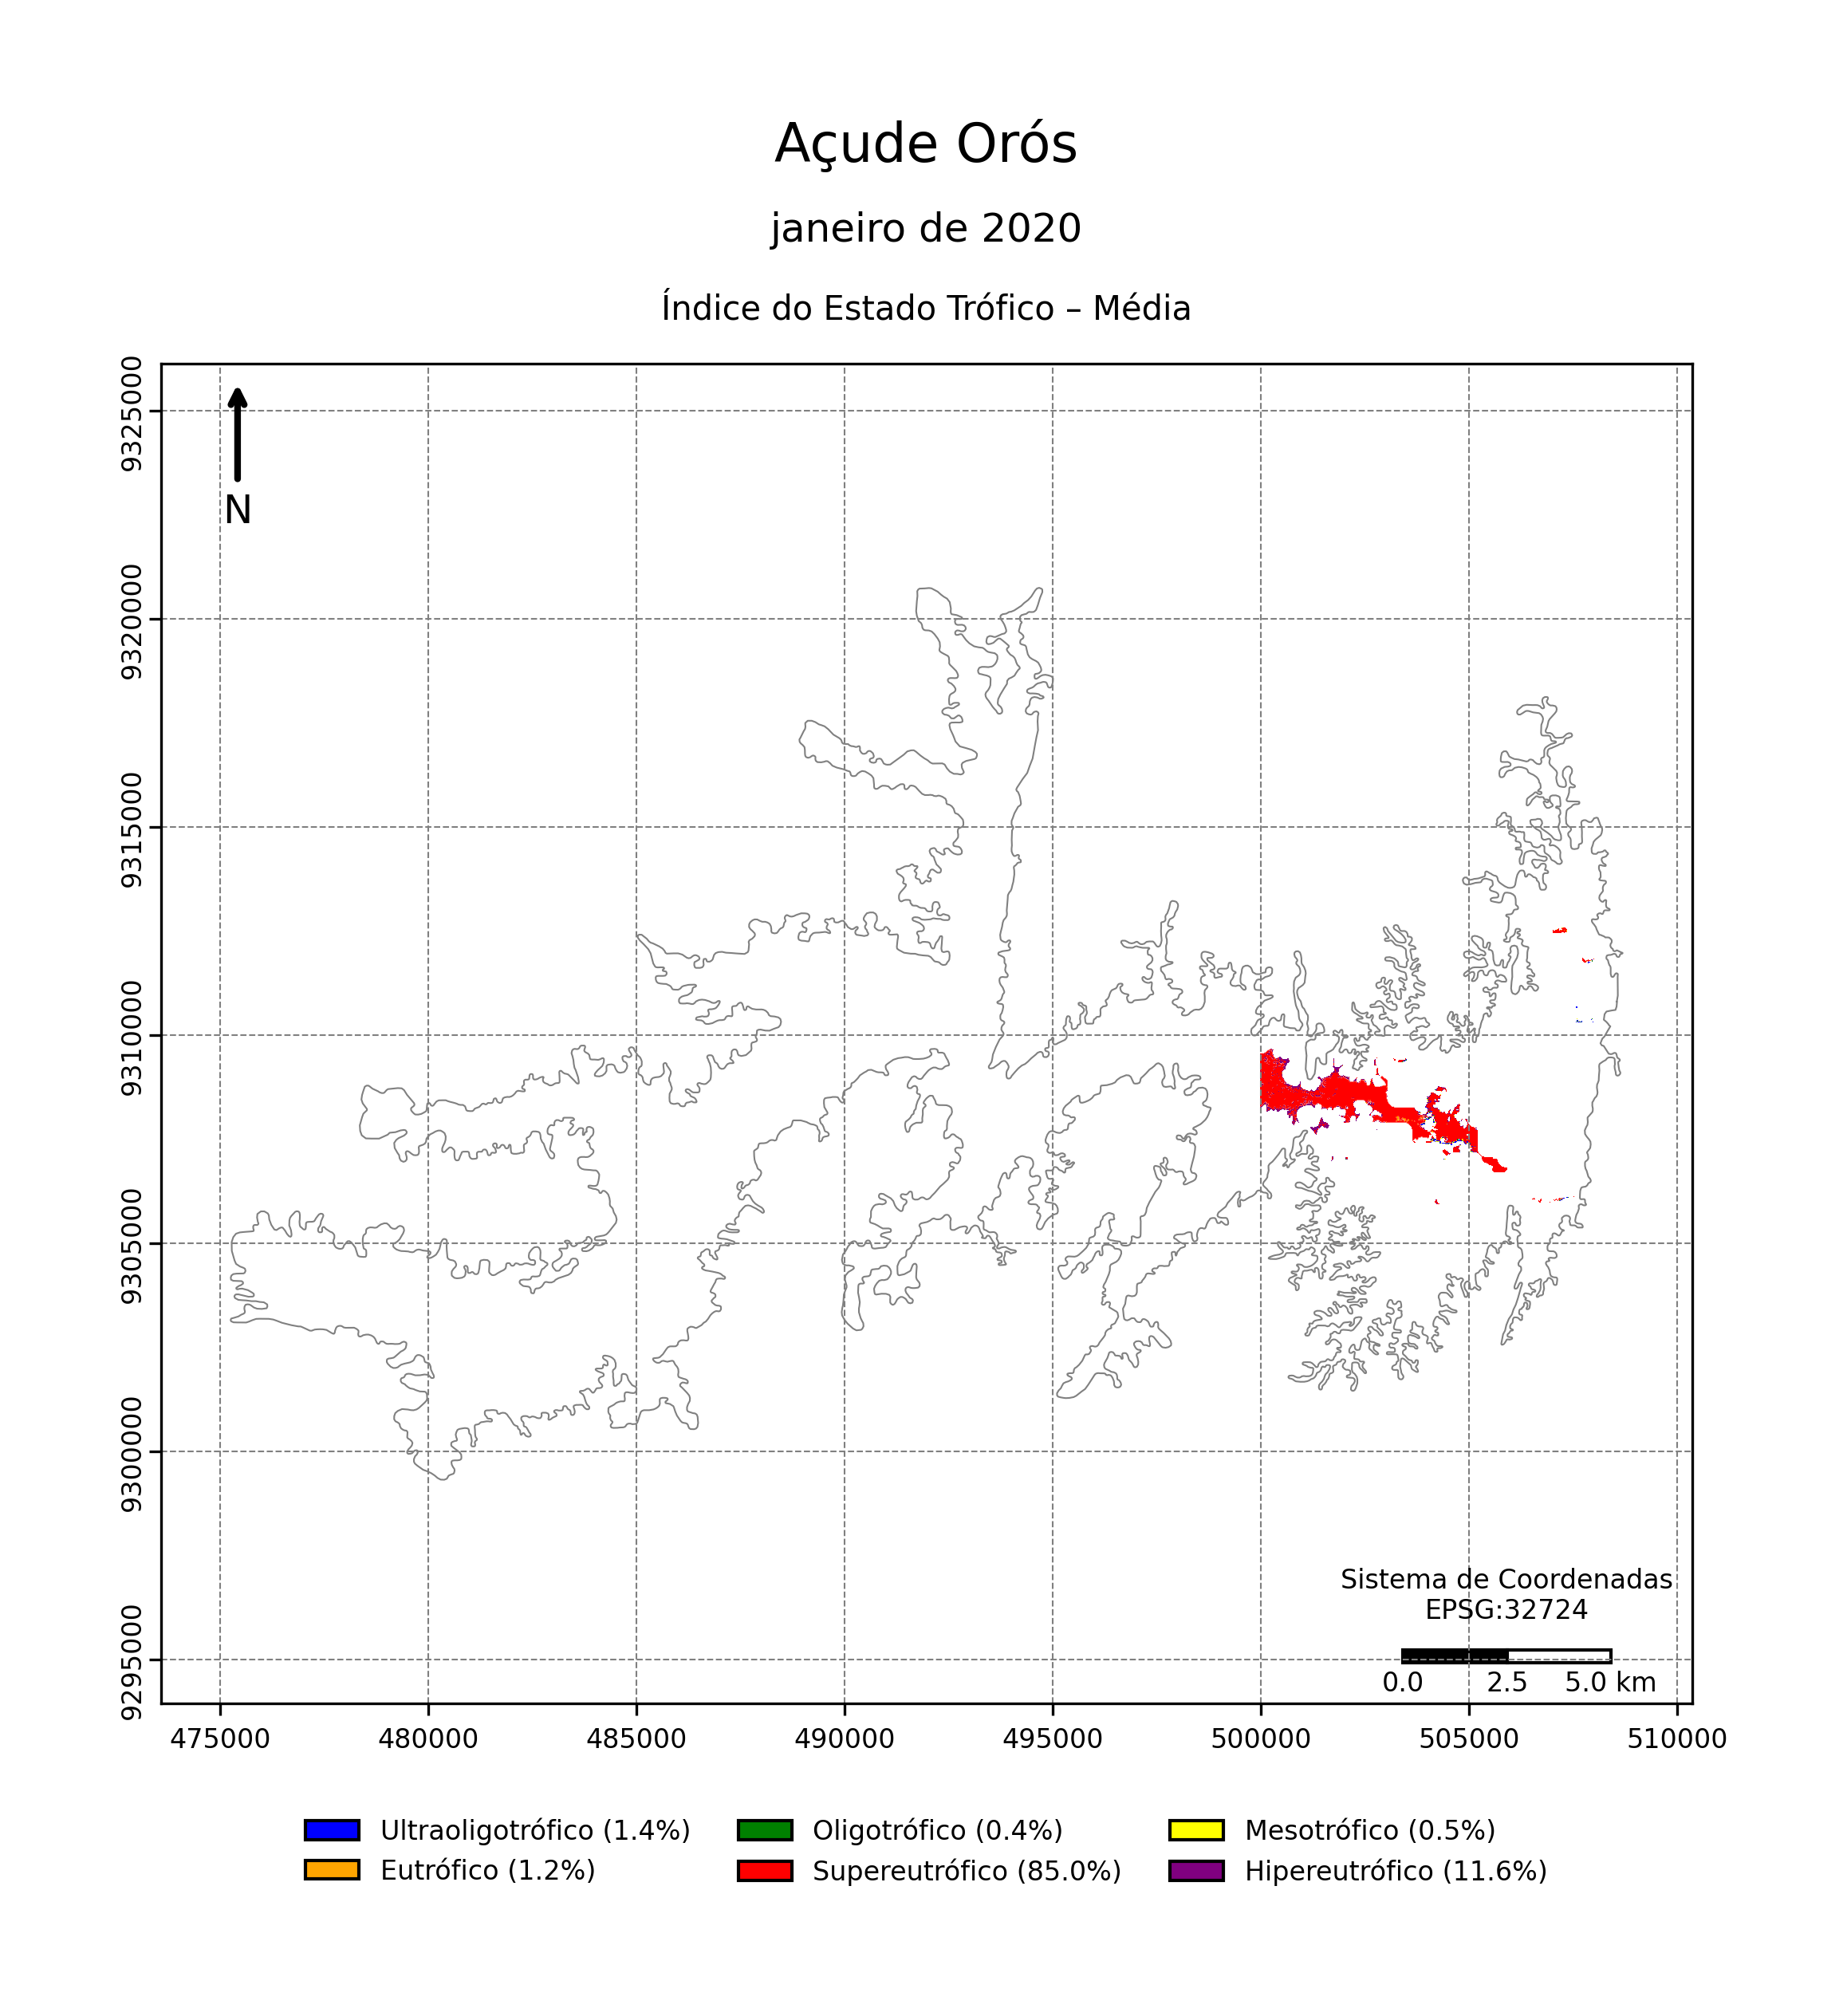 Açude Orós
janeiro de 2020
Índice do Estado Trófico – Média
9325000
9320000
9315000
9310000
9305000
9300000
9295000
N
Sistema de Coordenadas
EPSG:32724
0.0 2.5 5.0 km
475000 480000 485000 490000 495000 500000 505000 510000
Ultraoligotrófico (1.4%) Oligotrófico (0.4%) Mesotrófico (0.5%)
Eutrófico (1.2%) Supereutrófico (85.0%) Hipereutrófico (11.6%)